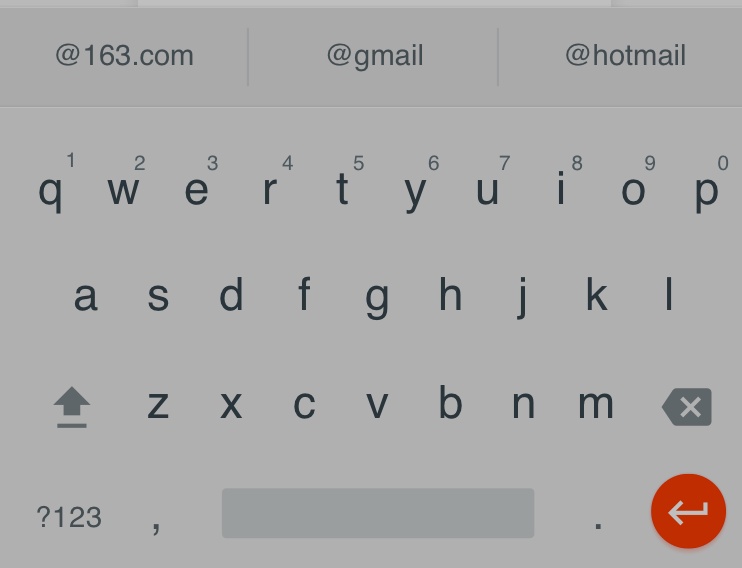 @163.com @gmail @hotmail
1 2 3 4 5 6 7 8 9 0
q w e r t y u i o p
a s d f g h j k l
z x c v b n m
?123 , .